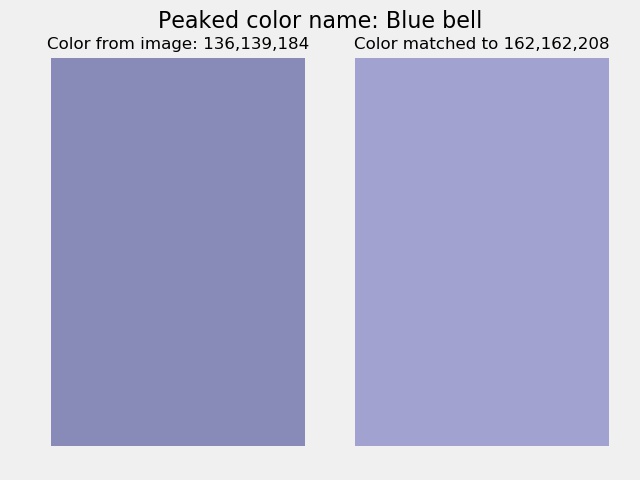 Peaked color name: Blue bell
Color from image: 136,139,184
Color matched to 162,162,208